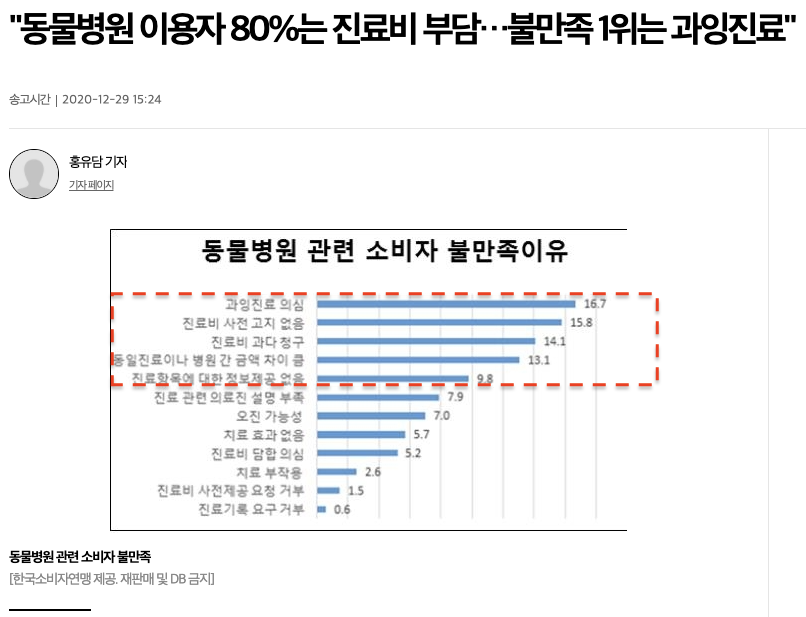 "동물병원 이용자 80%는 진료비 부담…불만족 1위는 과잉진료"
송고시간 | 2020-12-29 15:24
홍유담 기자
기자 페이지
동물병원 관련 소비자 불만족이유
과잉진료 의심 16.7
진료비 사전 고지 없음 15.8
진료비 과다 청구 14.1
동일진료이나 병원 간 금액 차이 큼 13.1
진료항목에 대한 정보제공 없음 9.8
진료 관련 의료진 설명 부족 7.9
오진 가능성 7.0
치료 효과 없음 5.7
진료비 담합 의심 5.2
치료 부작용 2.6
진료비 사전제공 요청 거부 1.5
진료기록 요구 거부 0.6
동물병원 관련 소비자 불만족
[한국소비자연맹 제공. 재판매 및 DB 금지]